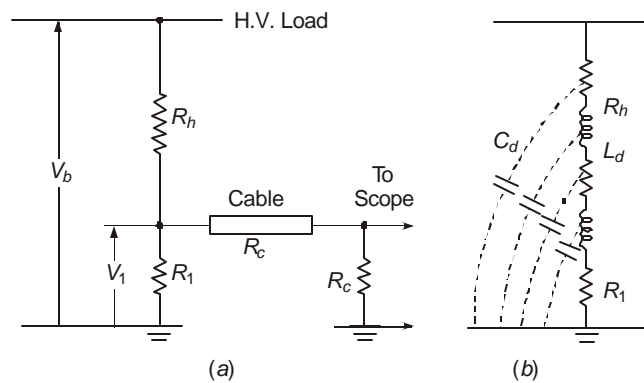 H.V. Load
R_h
V_b
Cable
To
Scope
R_c
V_1
R_1
R_c
(a)
R_h
C_d
L_d
R_1
(b)